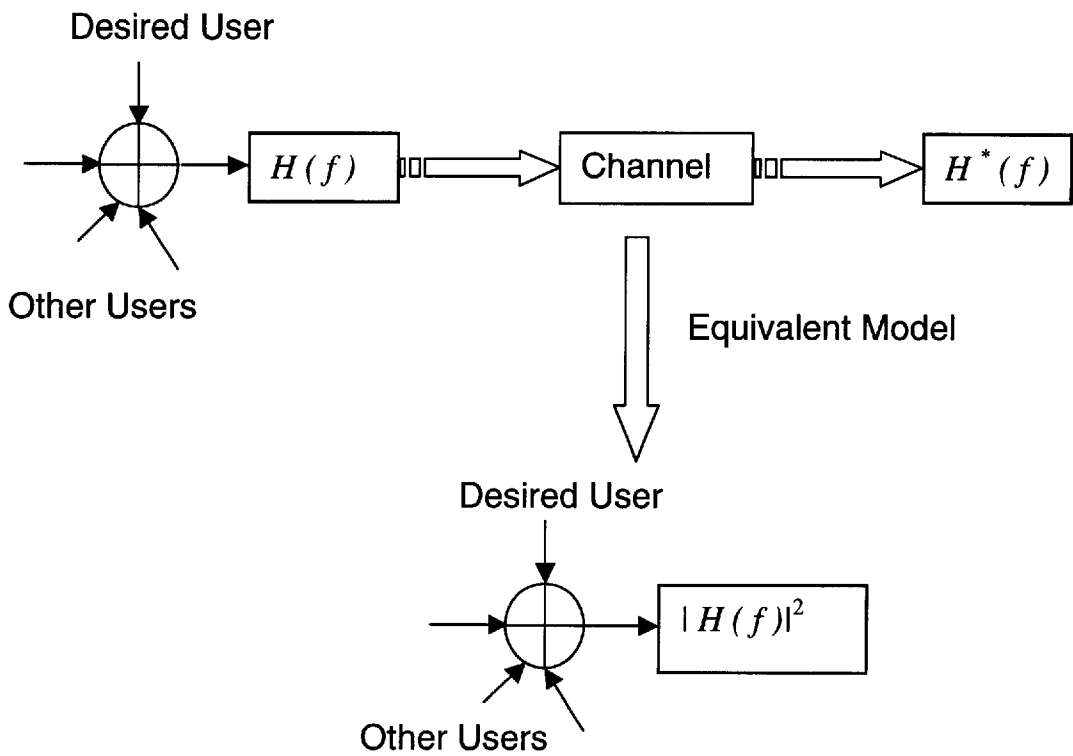 Desired User
H(f)
Channel
H*(f)
Other Users
Equivalent Model
Desired User
|H(f)|²
Other Users